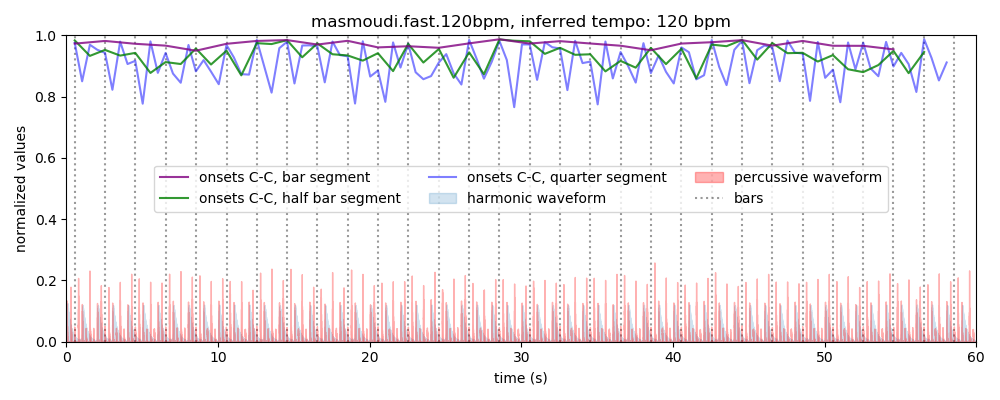 masmoudi.fast.120bpm, inferred tempo: 120 bpm
normalized values
1.0
0.8
0.6
0.4
0.2
0.0
onsets C-C, bar segment
onsets C-C, half bar segment
onsets C-C, quarter segment
harmonic waveform
percussive waveform
bars
0 10 20 30 40 50 60
time (s)